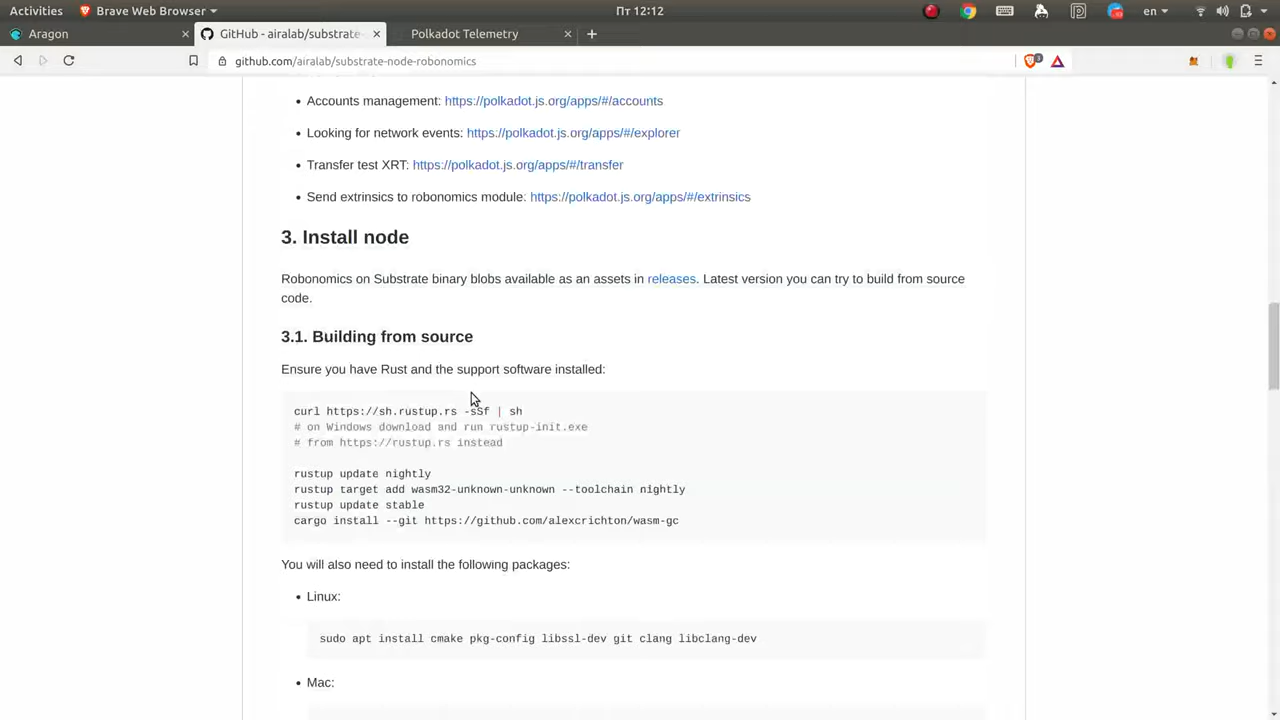 Activities Brave Web Browser Пт 12:12 en
Aragon GitHub - airalab/substrate- Polkadot Telemetry
github.com/airalab/substrate-node-robonomics 3
Accounts management: https://polkadot.js.org/apps/#/accounts
Looking for network events: https://polkadot.js.org/apps/#/explorer
Transfer test XRT: https://polkadot.js.org/apps/#/transfer
Send extrinsics to robonomics module: https://polkadot.js.org/apps/#/extrinsics
3. Install node
Robonomics on Substrate binary blobs available as an assets in releases. Latest version you can try to build from source
code.
3.1. Building from source
Ensure you have Rust and the support software installed:
curl https://sh.rustup.rs -sSf | sh
# on Windows download and run rustup-init.exe
# from https://rustup.rs instead
rustup update nightly
rustup target add wasm32-unknown-unknown --toolchain nightly
rustup update stable
cargo install --git https://github.com/alexcrichton/wasm-gc
You will also need to install the following packages:
Linux:
sudo apt install cmake pkg-config libssl-dev git clang libclang-dev
Mac: